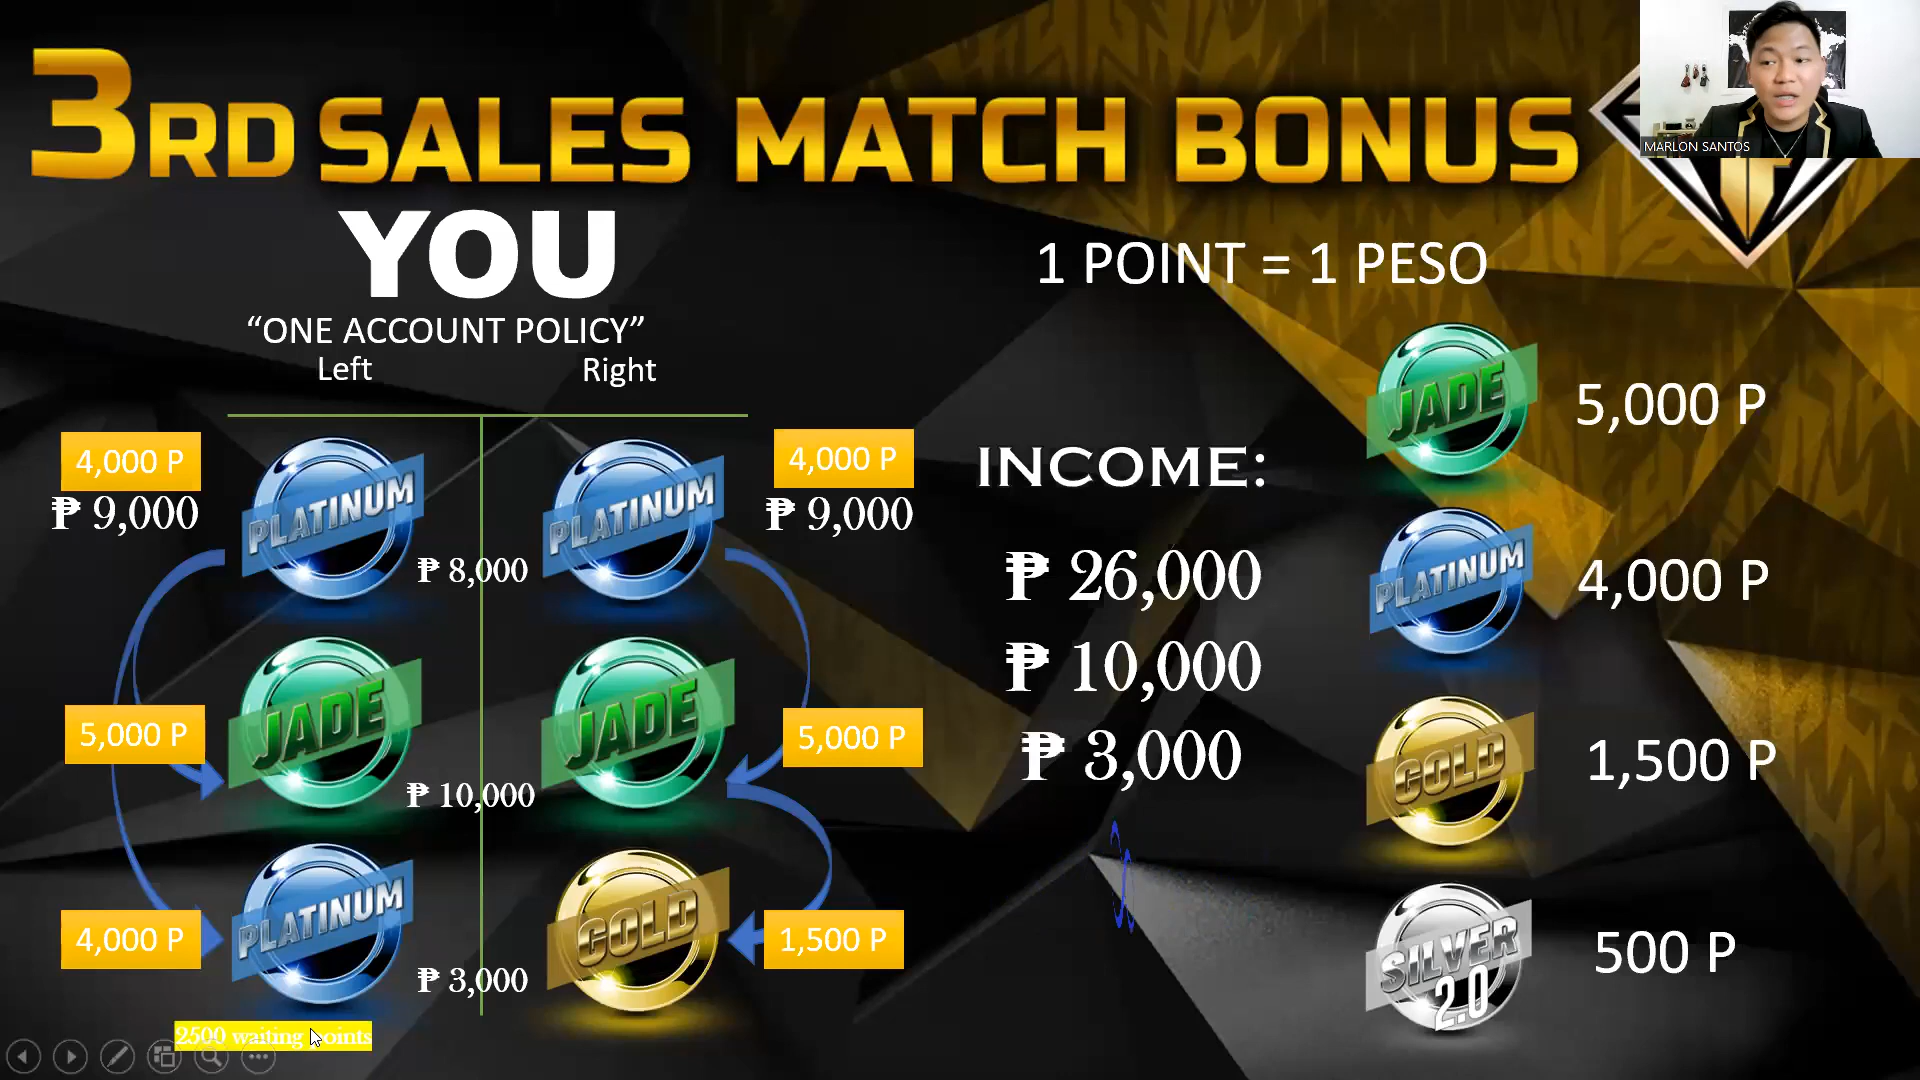 3RD SALES MATCH BONUS
MARLON SANTOS
YOU
"ONE ACCOUNT POLICY"
Left Right
1 POINT = 1 PESO
4,000 P
₱ 9,000
PLATINUM
₱ 8,000
PLATINUM
4,000 P
₱ 9,000
5,000 P
JADE
₱ 10,000
JADE
5,000 P
4,000 P
PLATINUM
₱ 3,000
GOLD
1,500 P
2500 waiting points
INCOME:
₱ 26,000
₱ 10,000
₱ 3,000
JADE 5,000 P
PLATINUM 4,000 P
GOLD 1,500 P
SILVER 2.0 500 P